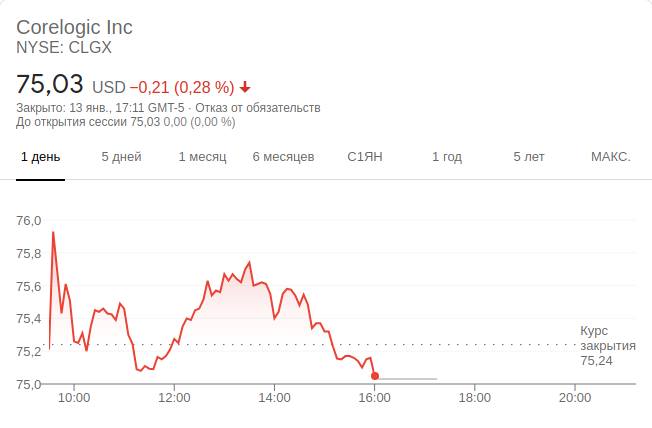 Corelogic Inc
NYSE: CLGX
75,03 USD −0,21 (0,28 %)
Закрыто: 13 янв., 17:11 GMT-5 · Отказ от обязательств
До открытия сессии 75,03 0,00 (0,00 %)
1 день 5 дней 1 месяц 6 месяцев С1ЯН 1 год 5 лет МАКС.
76,0
75,8
75,6
75,4
75,2
75,0
Курс
закрытия
75,24
10:00 12:00 14:00 16:00 18:00 20:00